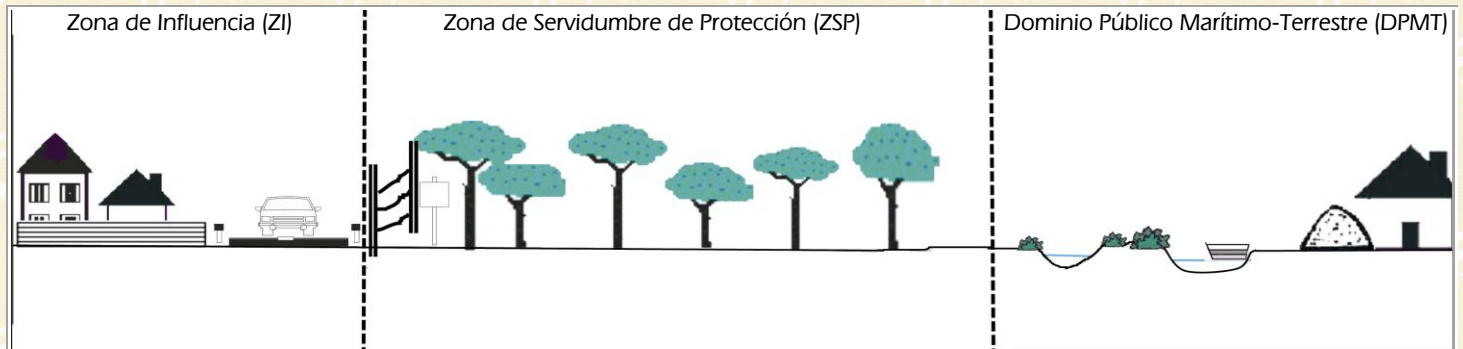 Zona de Influencia (ZI)
Zona de Servidumbre de Protección (ZSP)
Dominio Público Marítimo-Terrestre (DPMT)